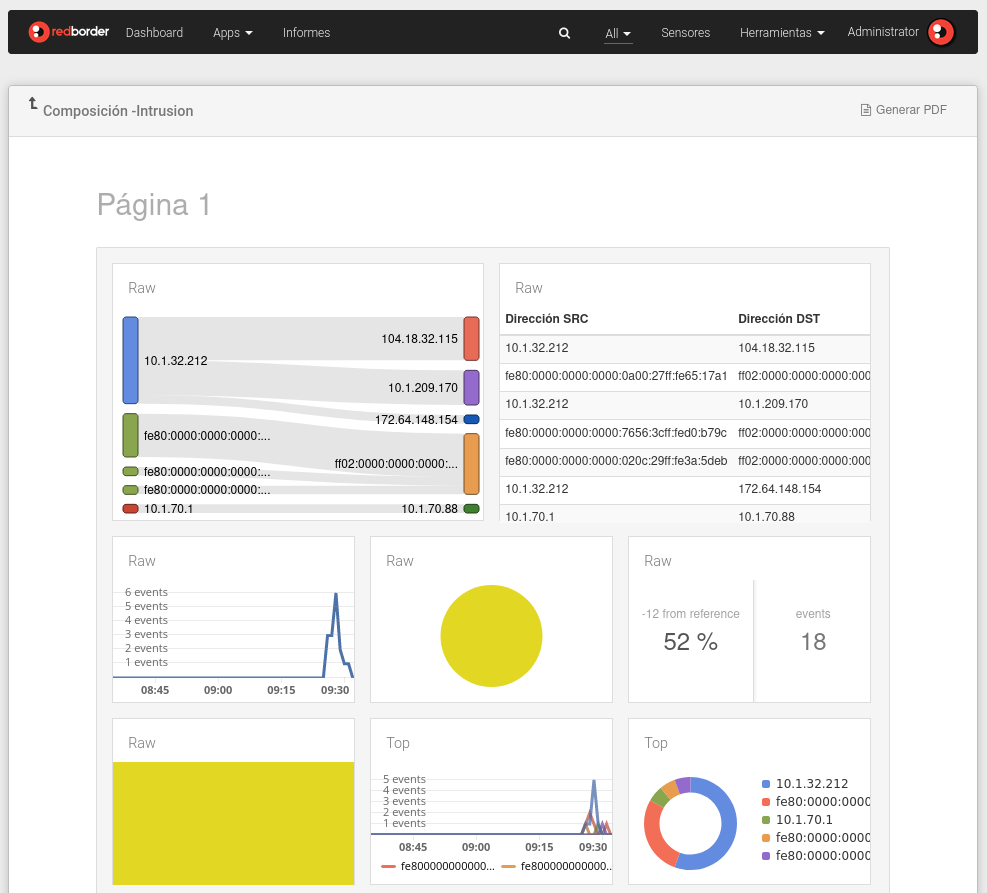 redborder Dashboard Apps Informes All Sensores Herramientas Administrator
Composición -Intrusion Generar PDF
Página 1
Raw
10.1.32.212
fe80:0000:0000:0000:...
fe80:0000:0000:0000:...
fe80:0000:0000:0000:...
10.1.70.1
104.18.32.115
10.1.209.170
172.64.148.154
ff02:0000:0000:0000:...
10.1.70.88
Raw
Dirección SRC Dirección DST
10.1.32.212 104.18.32.115
fe80:0000:0000:0000:0a00:27ff:fe65:17a1 ff02:0000:0000:0000:000
10.1.32.212 10.1.209.170
fe80:0000:0000:0000:7656:3cff:fed0:b79c ff02:0000:0000:0000:000
fe80:0000:0000:0000:020c:29ff:fe3a:5deb ff02:0000:0000:0000:000
10.1.32.212 172.64.148.154
10.1.70.1 10.1.70.88
Raw
6 events
5 events
4 events
3 events
2 events
1 events
08:45 09:00 09:15 09:30
Raw
Raw
-12 from reference events
52 % 18
Raw
Top
5 events
4 events
3 events
2 events
1 events
08:45 09:00 09:15 09:30
fe800000000000... fe800000000000...
Top
10.1.32.212
fe80:0000:0000
10.1.70.1
fe80:0000:0000
fe80:0000:0000